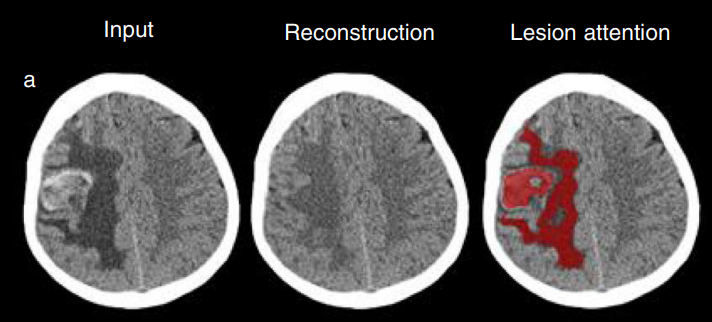 Input
Reconstruction
Lesion attention
a